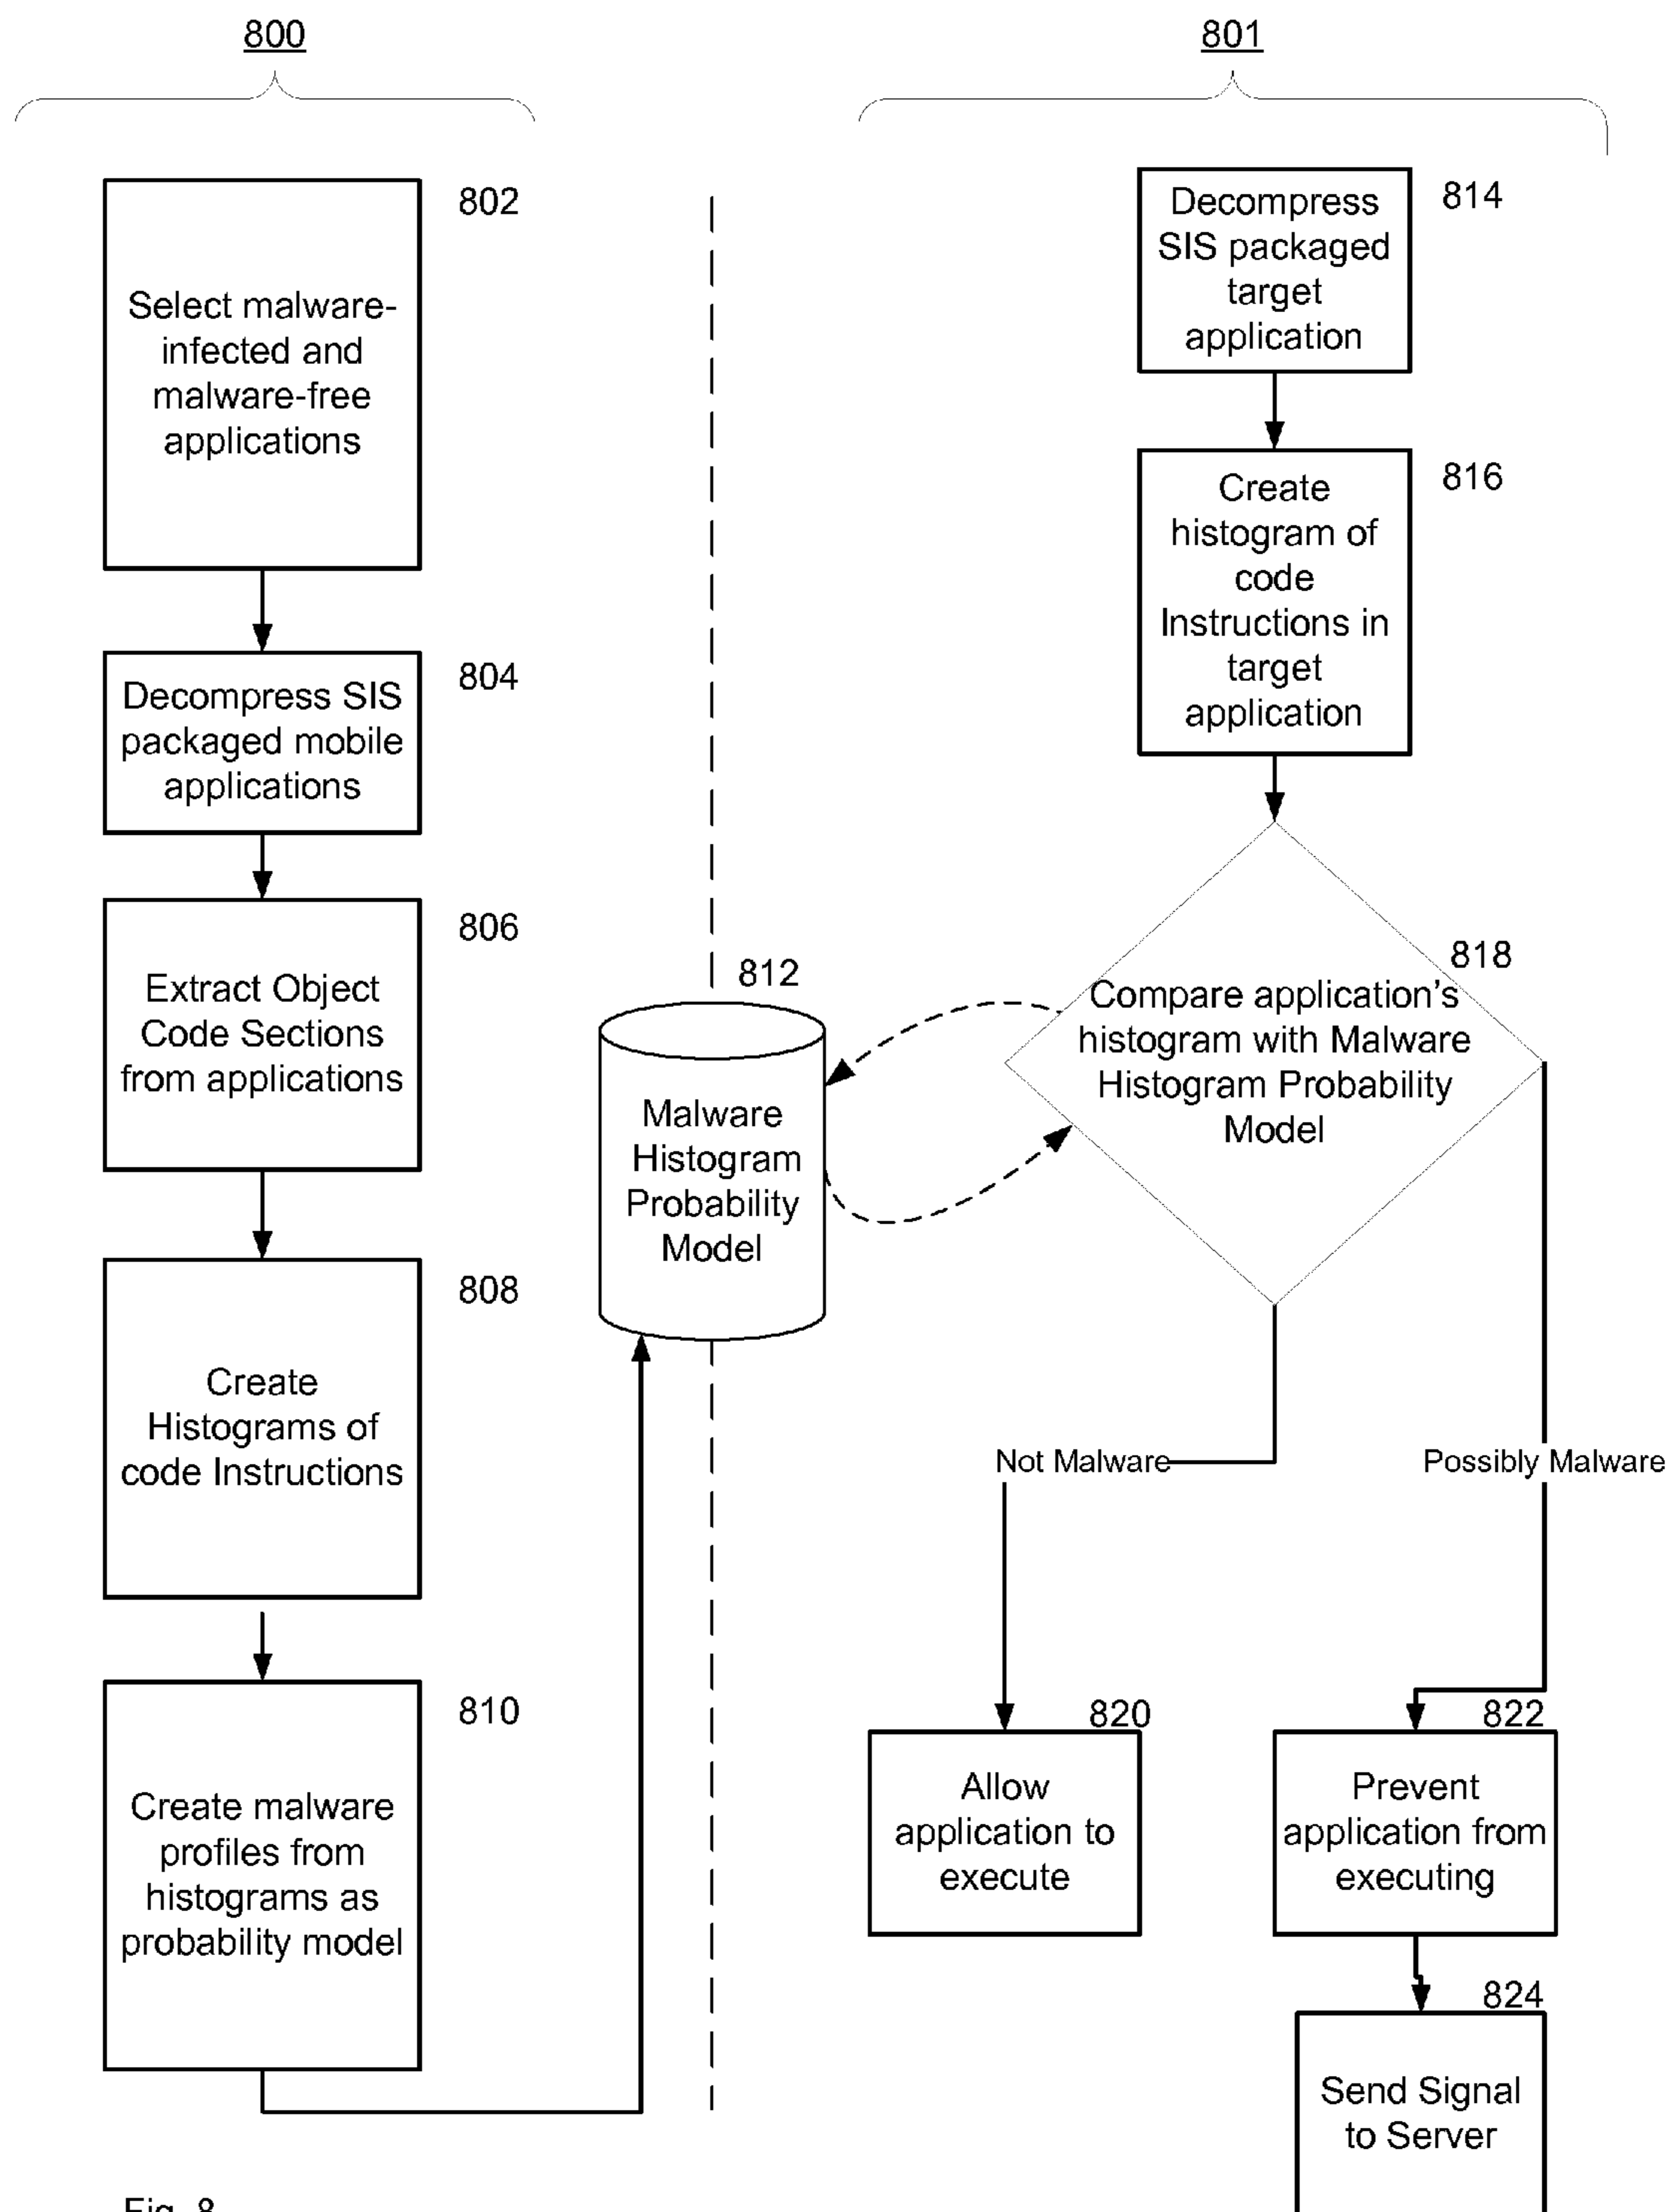 800
802
Select malware-
infected and
malware-free
applications
804
Decompress SIS
packaged mobile
applications
806
Extract Object
Code Sections
from applications
808
Create
Histograms of
code Instructions
810
Create malware
profiles from
histograms as
probability model
812
Malware
Histogram
Probability
Model
801
814
Decompress
SIS packaged
target
application
816
Create
histogram of
code
Instructions in
target
application
818
Compare application's
histogram with Malware
Histogram Probability
Model
Not Malware
Possibly Malware
820
Allow
application to
execute
822
Prevent
application from
executing
824
Send Signal
to Server
Fig. 8